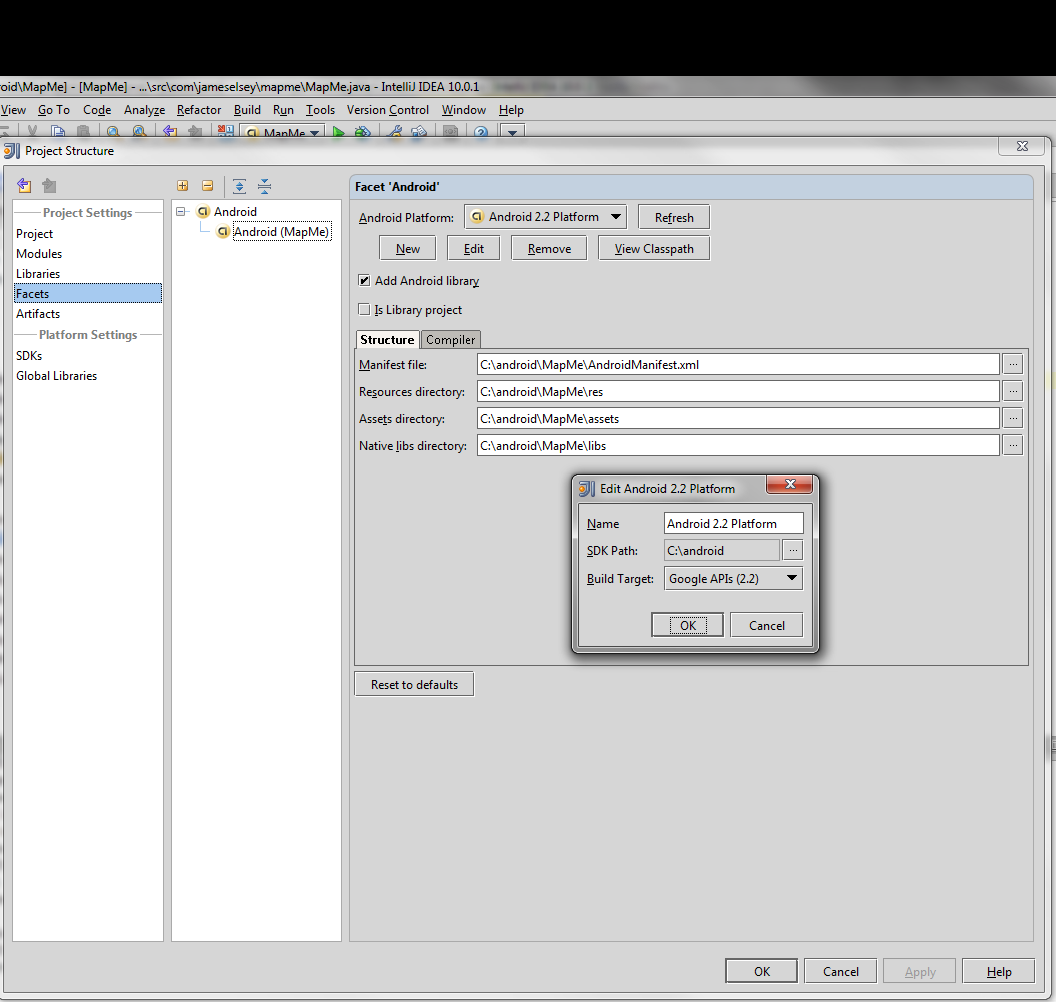 oid\MapMe] - [MapMe] - ...\src\com\jameselsey\mapme\MapMe.java - IntelliJ IDEA 10.0.1
View Go To Code Analyze Refactor Build Run Tools Version Control Window Help
MapMe
Project Structure
Project Settings
Project
Modules
Libraries
Facets
Artifacts
Platform Settings
SDKs
Global Libraries
Android
Android (MapMe)
Facet 'Android'
Android Platform: Android 2.2 Platform Refresh
New Edit Remove View Classpath
Add Android library
Is Library project
Structure Compiler
Manifest file: C:\android\MapMe\AndroidManifest.xml ...
Resources directory: C:\android\MapMe\res ...
Assets directory: C:\android\MapMe\assets ...
Native libs directory: C:\android\MapMe\libs ...
Edit Android 2.2 Platform
Name Android 2.2 Platform
SDK Path: C:\android ...
Build Target: Google APIs (2.2)
OK Cancel
Reset to defaults
OK Cancel Apply Help